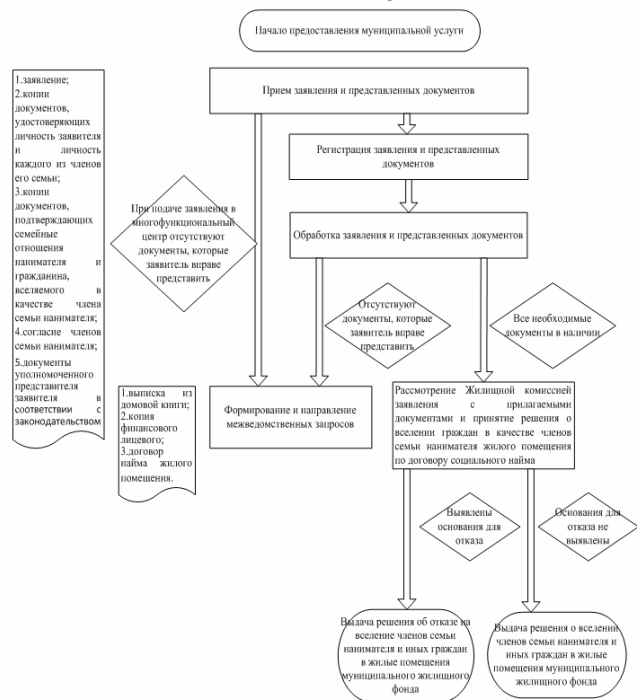 Начало предоставления муниципальной услуги
1.заявление;
2.копии
документов,
удостоверяющих
личность заявителя
и личность
каждого из членов
его семьи;
3.копии
документов,
подтверждающих
семейные
отношения
нанимателя и
гражданина,
вселяемого в
качестве члена
семьи нанимателя;
4.согласие членов
семьи нанимателя;
5.документы
уполномоченного
представителя
заявителя в
соответствии с
законодательством
Прием заявления и представленных документов
Регистрация заявления и представленных
документов
При подаче заявления в
многофункциональный
центр отсутствуют
документы, которые
заявитель вправе
представить
Обработка заявления и представленных документов
Отсутствуют
документы, которые
заявитель вправе
представить
Все необходимые
документы в наличии
1.выписка из
домовой книги;
2.копия
финансового
лицевого;
3.договор
найма жилого
помещения.
Формирование и направление
межведомственных запросов
Рассмотрение Жилищной комиссией
заявления с прилагаемыми
документами и принятие решения о
вселении граждан в качестве членов
семьи нанимателя жилого помещения
по договору социального найма
Выявлены
основания для
отказа
Основания для
отказа не
выявлены
Выдача решения об отказе на
вселение членов семьи
нанимателя и иных граждан
в жилые помещения
муниципального жилищного
фонда
Выдача решения о вселении
членов семьи нанимателя и
иных граждан в жилые
помещения муниципального
жилищного фонда